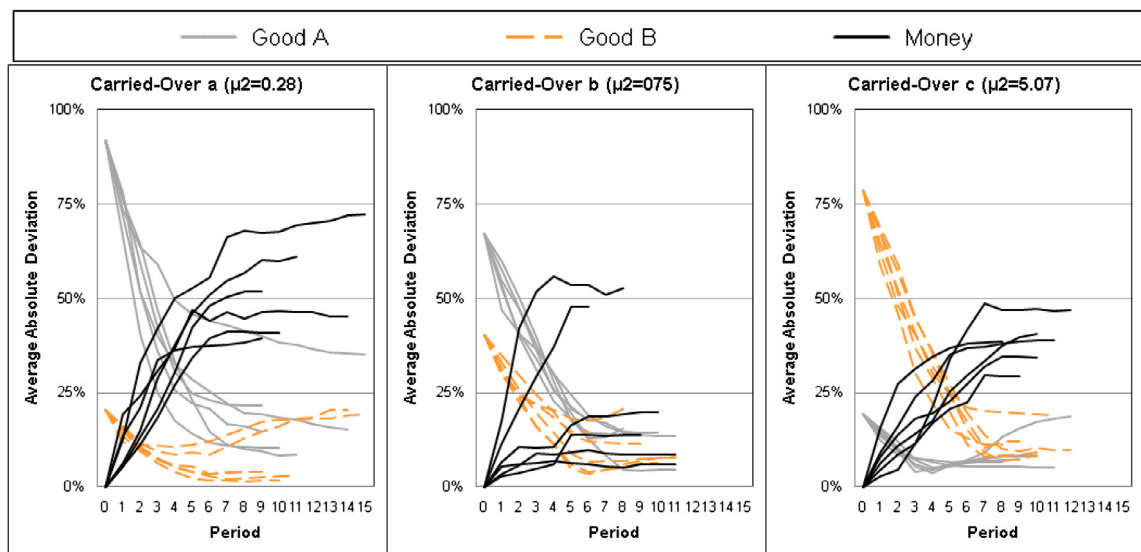 Good A
Good B
Money
Carried-Over a (µ2=0.28)
100%
75%
50%
25%
0%
Average Absolute Deviation
0 1 2 3 4 5 6 7 8 9 10 11 12 13 14 15
Period
Carried-Over b (µ2=075)
100%
75%
50%
25%
0%
Average Absolute Deviation
0 1 2 3 4 5 6 7 8 9 10 11 12 13 14 15
Period
Carried-Over c (µ2=5.07)
100%
75%
50%
25%
0%
Average Absolute Deviation
0 1 2 3 4 5 6 7 8 9 10 11 12 13 14 15
Period